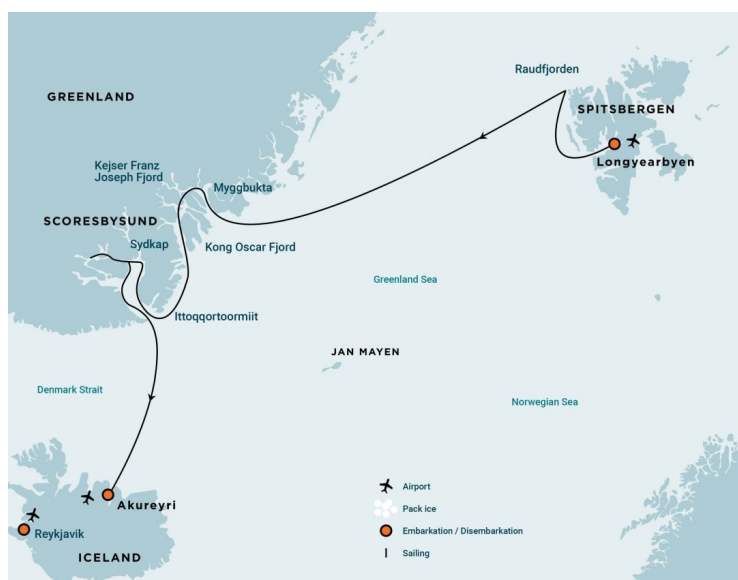 Raudfjorden
GREENLAND
SPITSBERGEN
Longyearbyen
Kejser Franz
Joseph Fjord
Myggbukta
SCORESBYSUND
Sydkap
Kong Oscar Fjord
Greenland Sea
Ittoqqortoormiit
JAN MAYEN
Denmark Strait
Norwegian Sea
Airport
Pack ice
Akureyri
Embarkation / Disembarkation
Reykjavik
Sailing
ICELAND